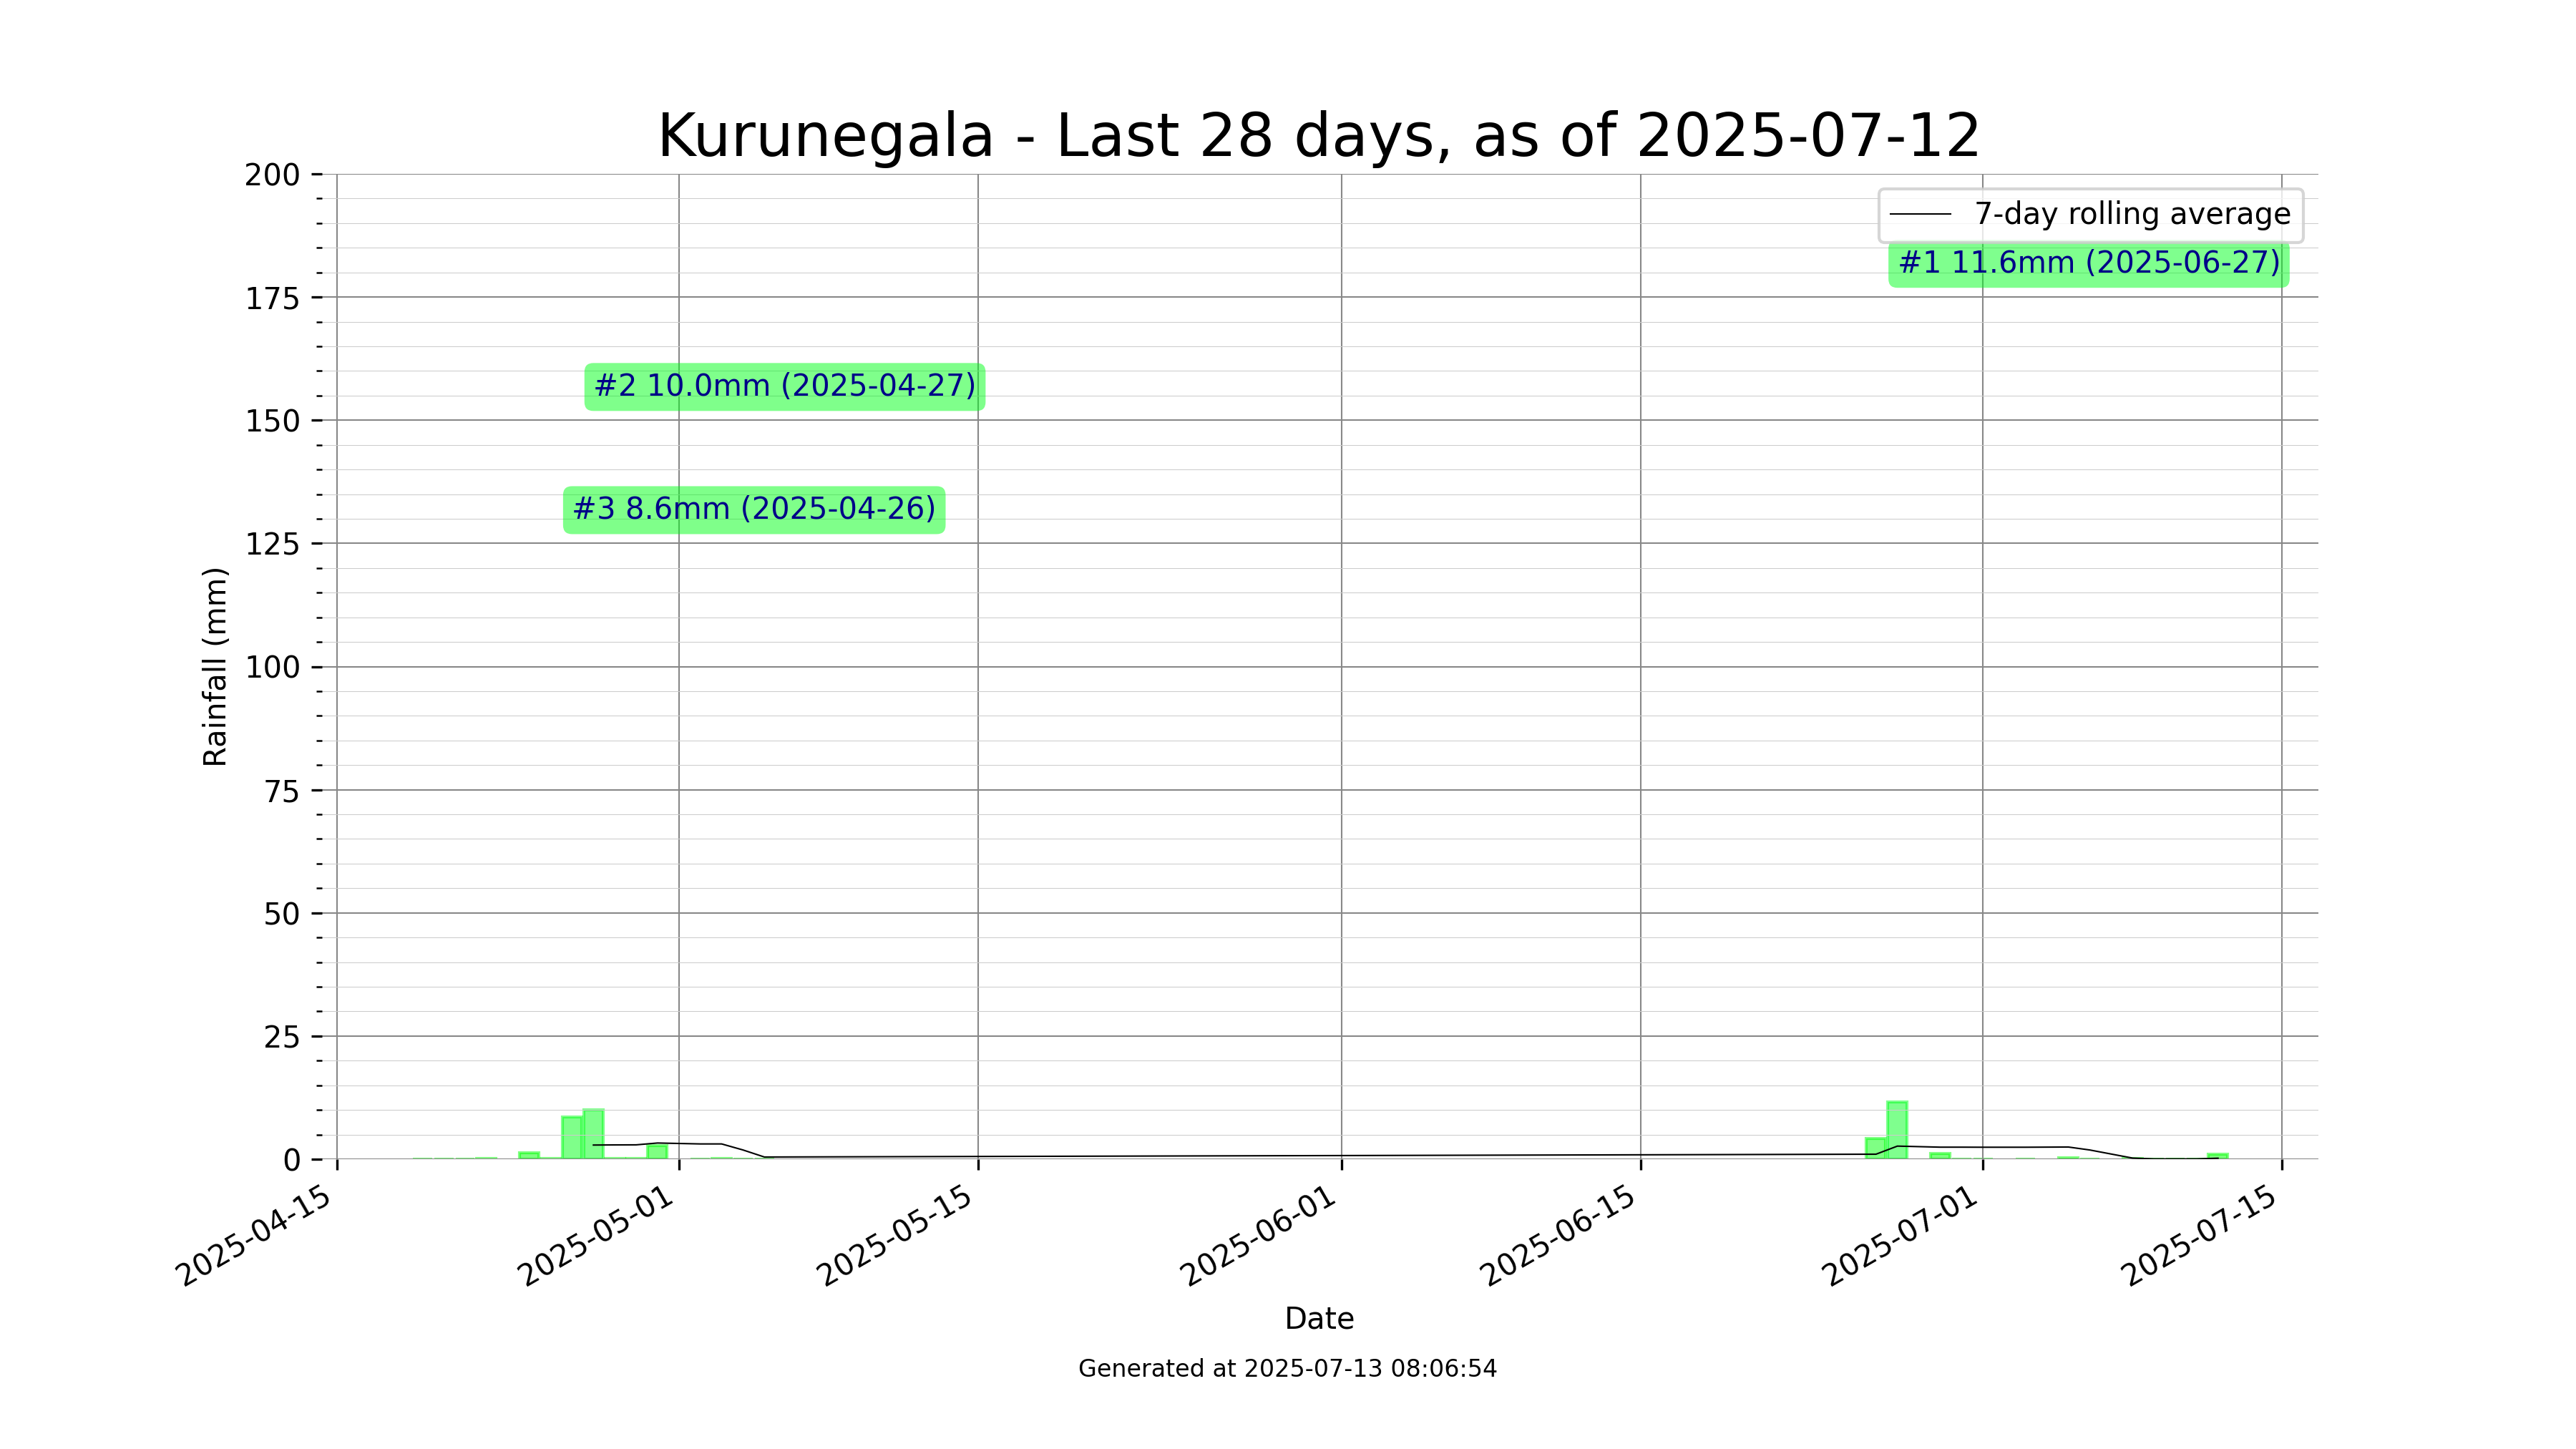 Kurunegala - Last 28 days, as of 2025-07-12
200
175
150
125
100
75
50
25
0
Rainfall (mm)
7-day rolling average
#1 11.6mm (2025-06-27)
#2 10.0mm (2025-04-27)
#3 8.6mm (2025-04-26)
2025-04-15
2025-05-01
2025-05-15
2025-06-01
2025-06-15
2025-07-01
2025-07-15
Date
Generated at 2025-07-13 08:06:54